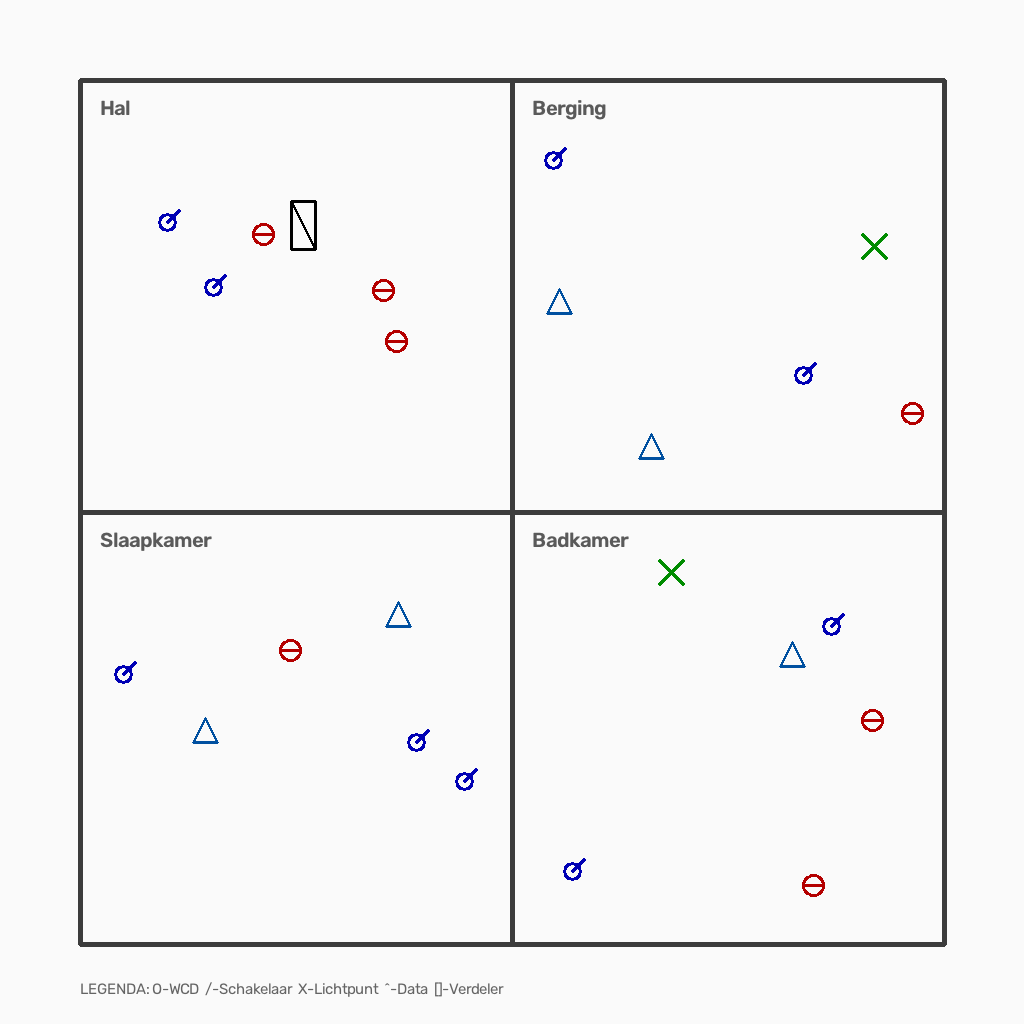 Hal
Berging
Slaapkamer
Badkamer
LEGENDA: O-WCD /-Schakelaar X-Lichtpunt ^-Data []-Verdeler